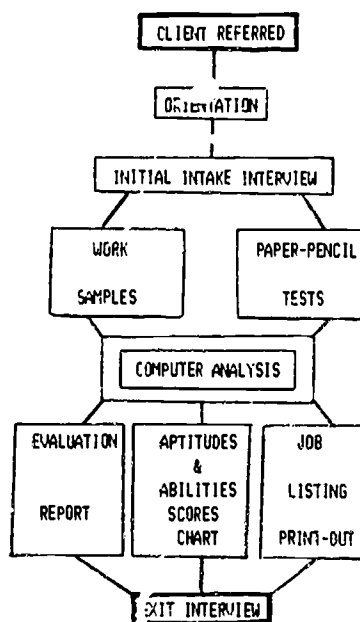 CLIENT REFERRED
ORIENTATION
INITIAL INTAKE INTERVIEW
WORK
SAMPLES
PAPER-PENCIL
TESTS
COMPUTER ANALYSIS
EVALUATION
REPORT
APTITUDES
&
ABILITIES
SCORES
CHART
JOB
LISTING
PRINT-OUT
EXIT INTERVIEW